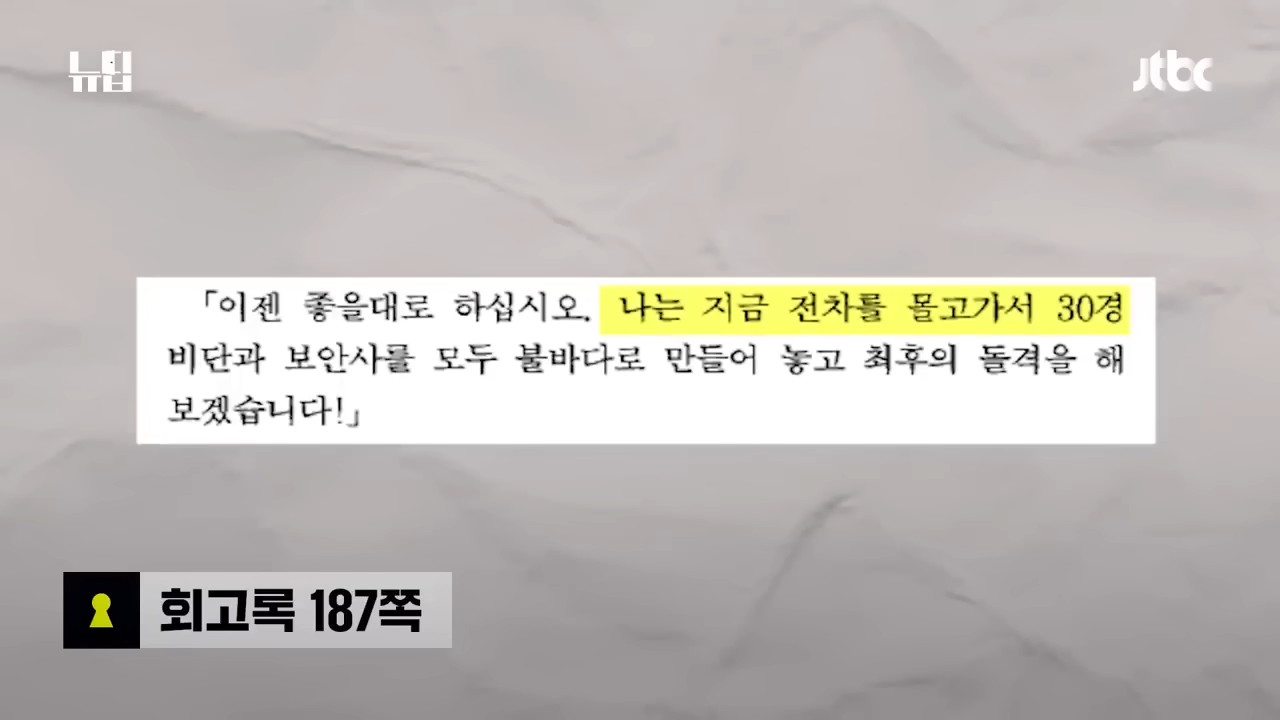 뉴딥
jtbc
「이젠 좋을대로 하십시오. 나는 지금 전차를 몰고가서 30경
비단과 보안사를 모두 불바다로 만들어 놓고 최후의 돌격을 해
보겠습니다!」
회고록 187쪽